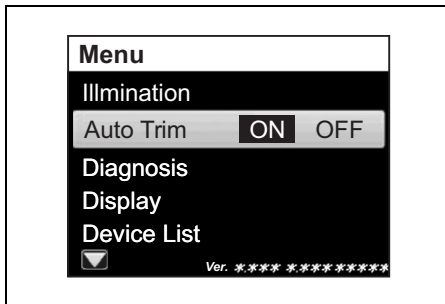 Menu
Illmination
Auto Trim ON OFF
Diagnosis
Display
Device List
Ver. *.*** *.*********